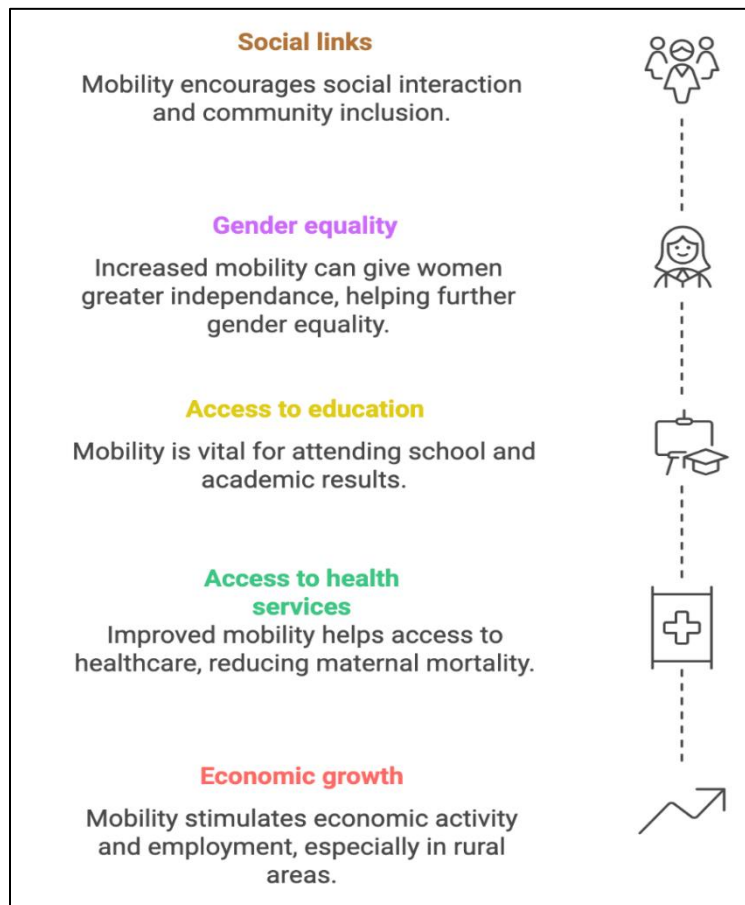 Social links
Mobility encourages social interaction
and community inclusion.
Gender equality
Increased mobility can give women
greater independance, helping further
gender equality.
Access to education
Mobility is vital for attending school and
academic results.
Access to health
services
Improved mobility helps access to
healthcare, reducing maternal mortality.
Economic growth
Mobility stimulates economic activity
and employment, especially in rural
areas.